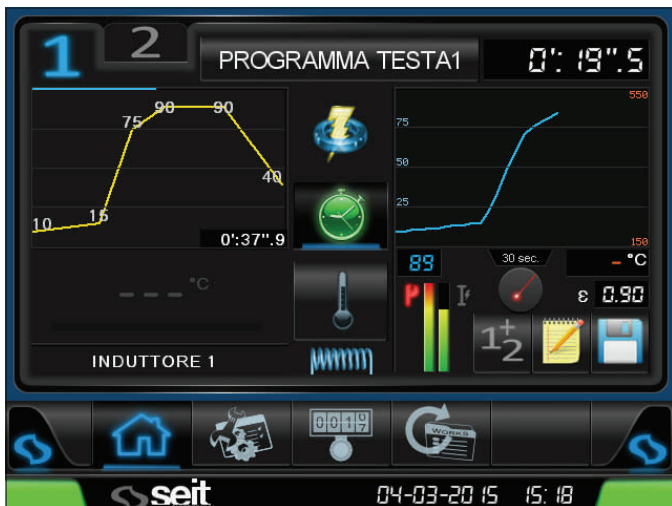 1 2 PROGRAMMA TESTA1 0':19".5
10 15 75 90 90 40
0':37".9
550
75
50
25
150
--- °C
INDUTTORE 1
89 30 sec. - °C
P I ε 0.90
1+2
0017
WORKS
seit 04-03-2015 15:18